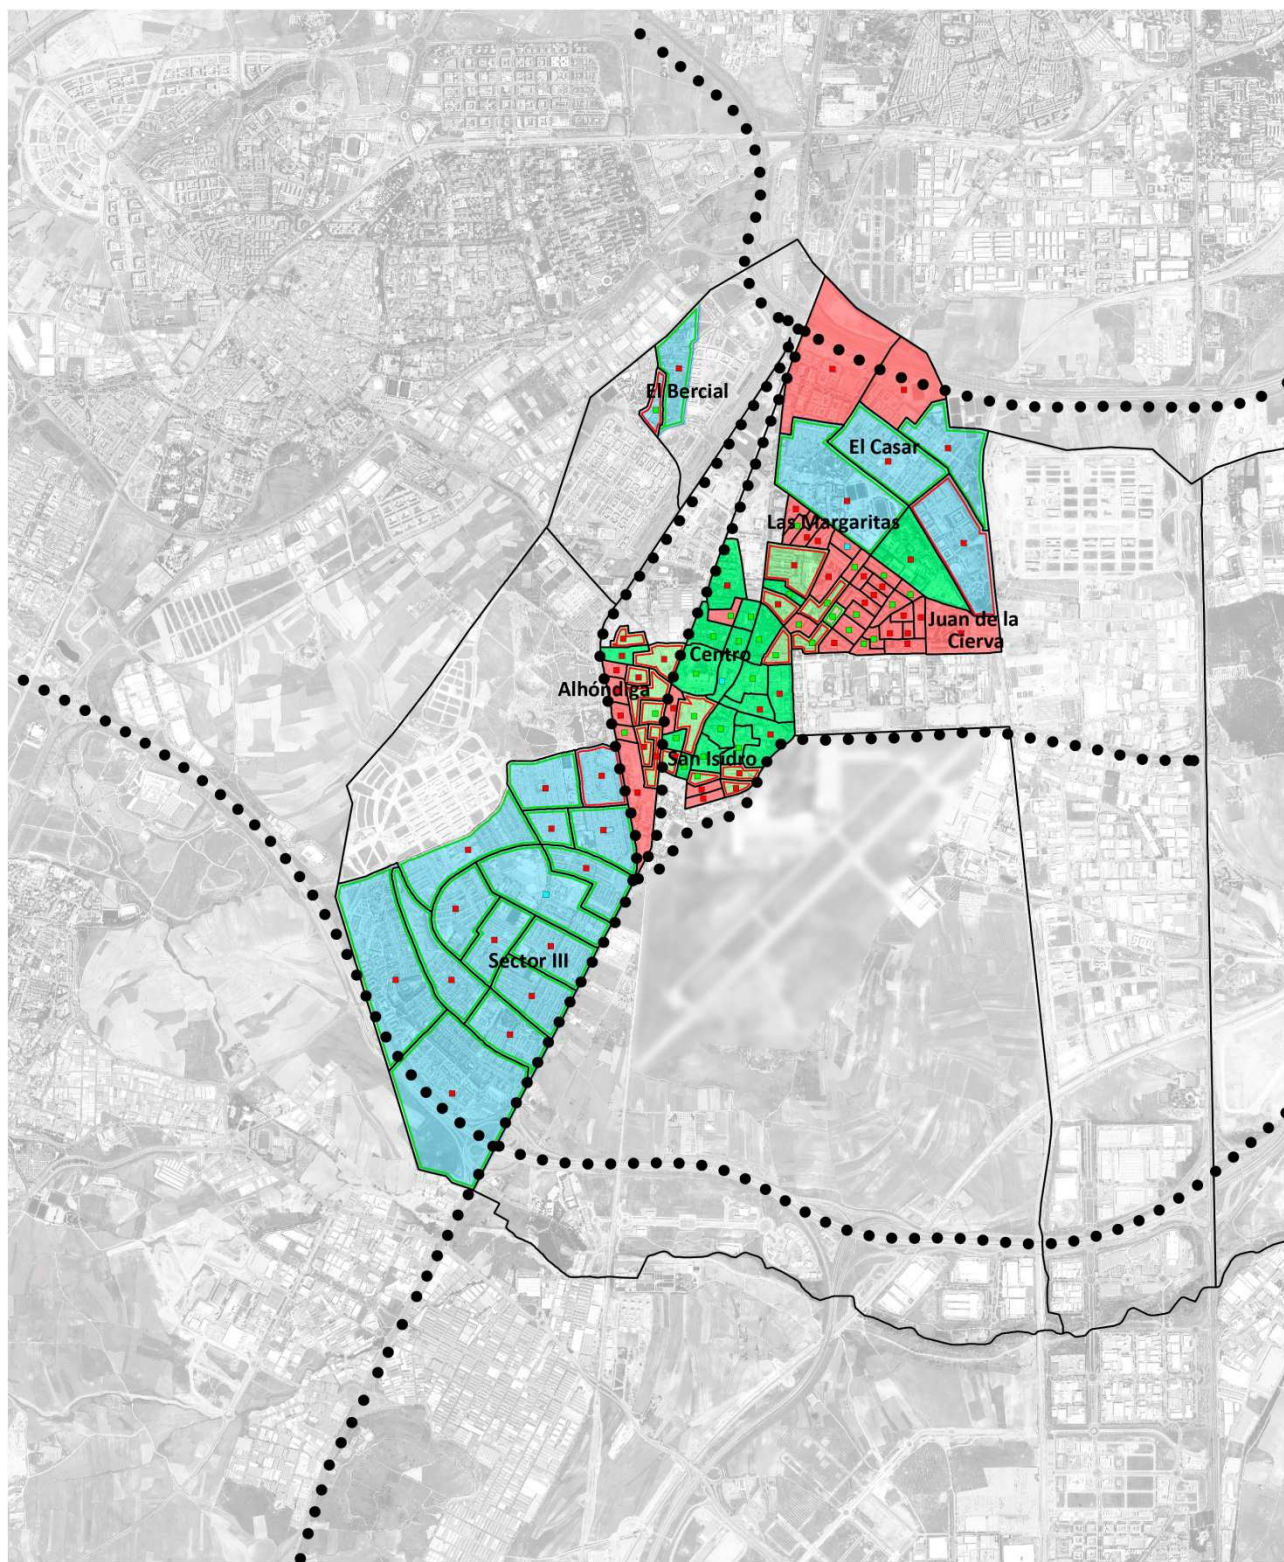 El Bercial
El Casar
Las Margaritas
Juan de la
Cierva
Centro
Alhóndiga
San Isidro
Sector III